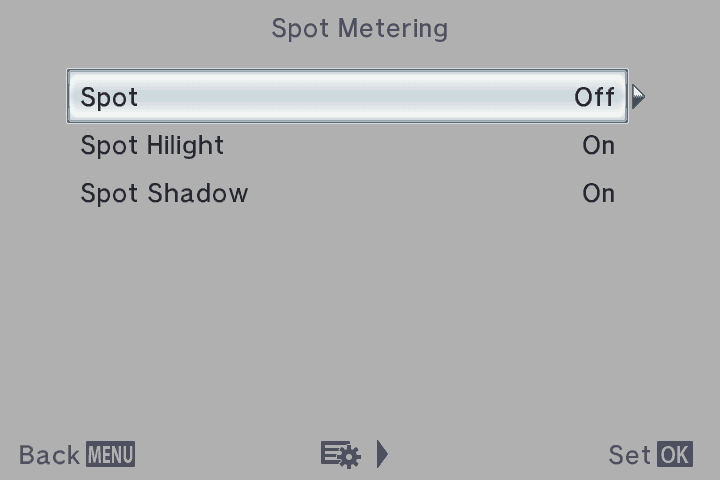 Spot Metering
Spot Off
Spot Hilight On
Spot Shadow On
Back MENU Set OK